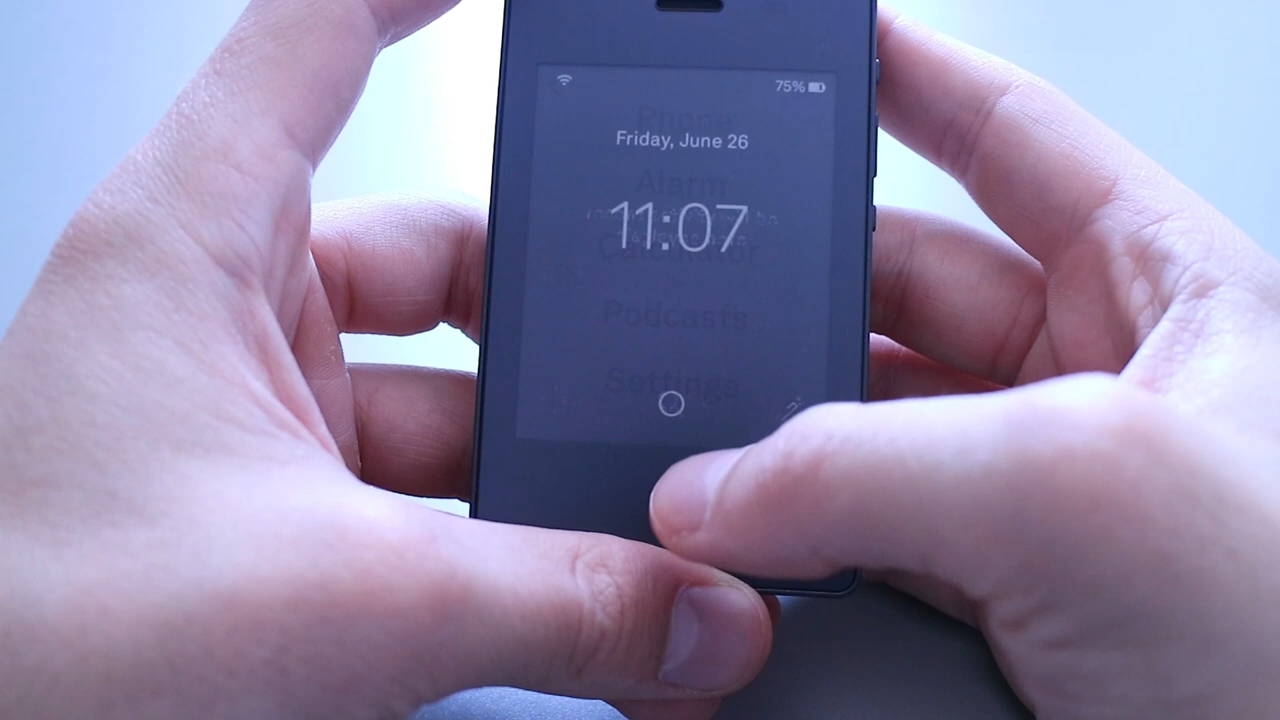 75%
Phone
Friday, June 26
Alarm
11:07
Calculator
Podcasts
Settings